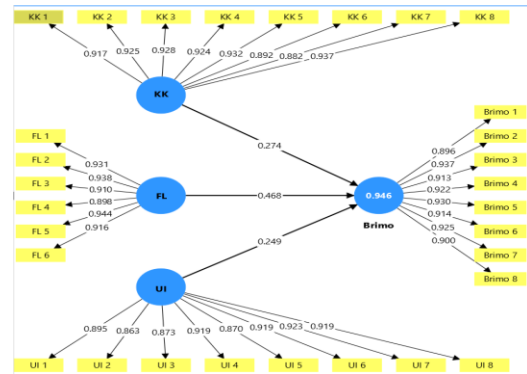 KK 1 KK 2 KK 3 KK 4 KK 5 KK 6 KK 7 KK 8
0.917 0.925 0.928 0.924 0.932 0.892 0.882 0.937
KK
0.274
FL 1
FL 2
FL 3
FL 4
FL 5
FL 6
0.931
0.938
0.910
0.898
0.944
0.916
FL
0.468
0.946
Brimo
0.896
0.937
0.913
0.922
0.930
0.914
0.925
0.900
Brimo 1
Brimo 2
Brimo 3
Brimo 4
Brimo 5
Brimo 6
Brimo 7
Brimo 8
0.249
UI
0.895 0.863 0.873 0.919 0.870 0.919 0.923 0.919
UI 1 UI 2 UI 3 UI 4 UI 5 UI 6 UI 7 UI 8